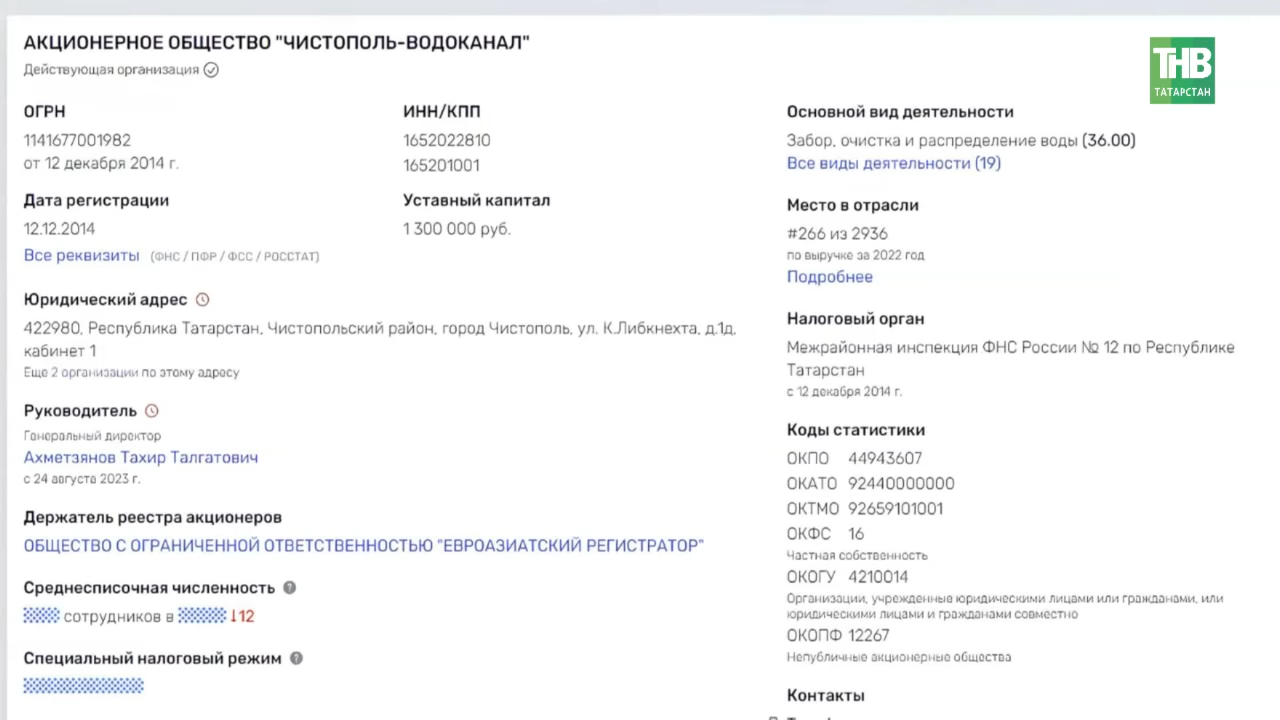 АКЦИОНЕРНОЕ ОБЩЕСТВО "ЧИСТОПОЛЬ-ВОДОКАНАЛ"
Действующая организация
ТНВ
ТАТАРСТАН
ОГРН
1141677001982
от 12 декабря 2014 г.
ИНН/КПП
1652022810
165201001
Дата регистрации
12.12.2014
Уставный капитал
1 300 000 руб.
Все реквизиты (ФНС / ПФР / ФСС / РОССТАТ)
Юридический адрес
422980, Республика Татарстан, Чистопольский район, город Чистополь, ул. К.Либкнехта, д.1д,
кабинет 1
Еще 2 организации по этому адресу
Руководитель
Генеральный директор
Ахметзянов Тахир Талгатович
с 24 августа 2023 г.
Держатель реестра акционеров
ОБЩЕСТВО С ОГРАНИЧЕННОЙ ОТВЕТСТВЕННОСТЬЮ "ЕВРОАЗИАТСКИЙ РЕГИСТРАТОР"
Среднесписочная численность ?
сотрудников в ↓12
Специальный налоговый режим ?
Основной вид деятельности
Забор, очистка и распределение воды (36.00)
Все виды деятельности (19)
Место в отрасли
#266 из 2936
по выручке за 2022 год
Подробнее
Налоговый орган
Межрайонная инспекция ФНС России № 12 по Республике
Татарстан
с 12 декабря 2014 г.
Коды статистики
ОКПО 44943607
ОКАТО 92440000000
ОКТМО 92659101001
ОКФС 16
Частная собственность
ОКОГУ 4210014
Организации, учрежденные юридическими лицами или гражданами, или
юридическими лицами и гражданами совместно
ОКОПФ 12267
Непубличные акционерные общества
Контакты